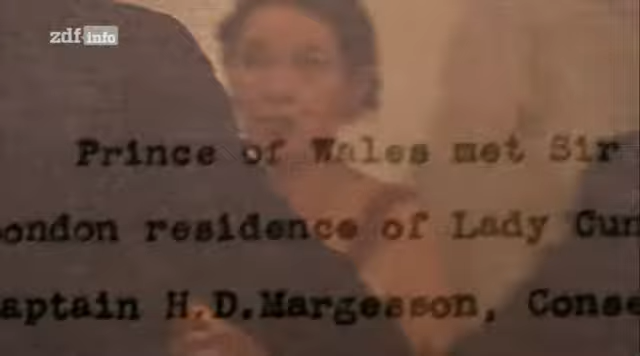 zdf info
Prince of Wales met Sir
ondon residence of Lady Cun
aptain H.D.Margesson, Conse